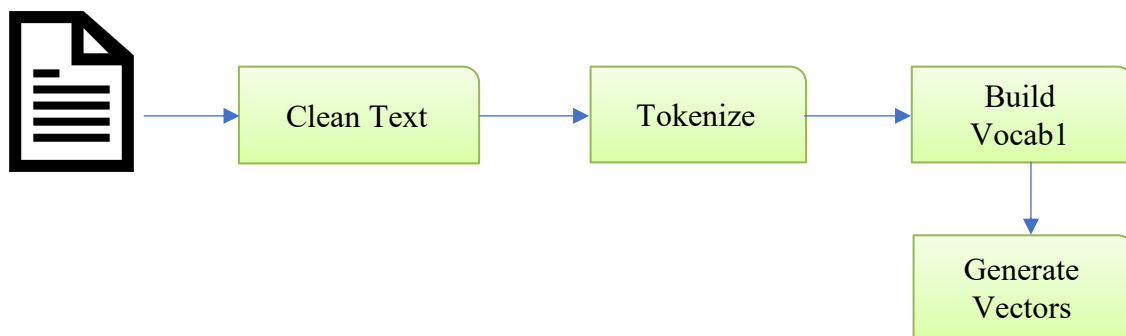 Clean Text
Tokenize
Build
Vocab1
Generate
Vectors